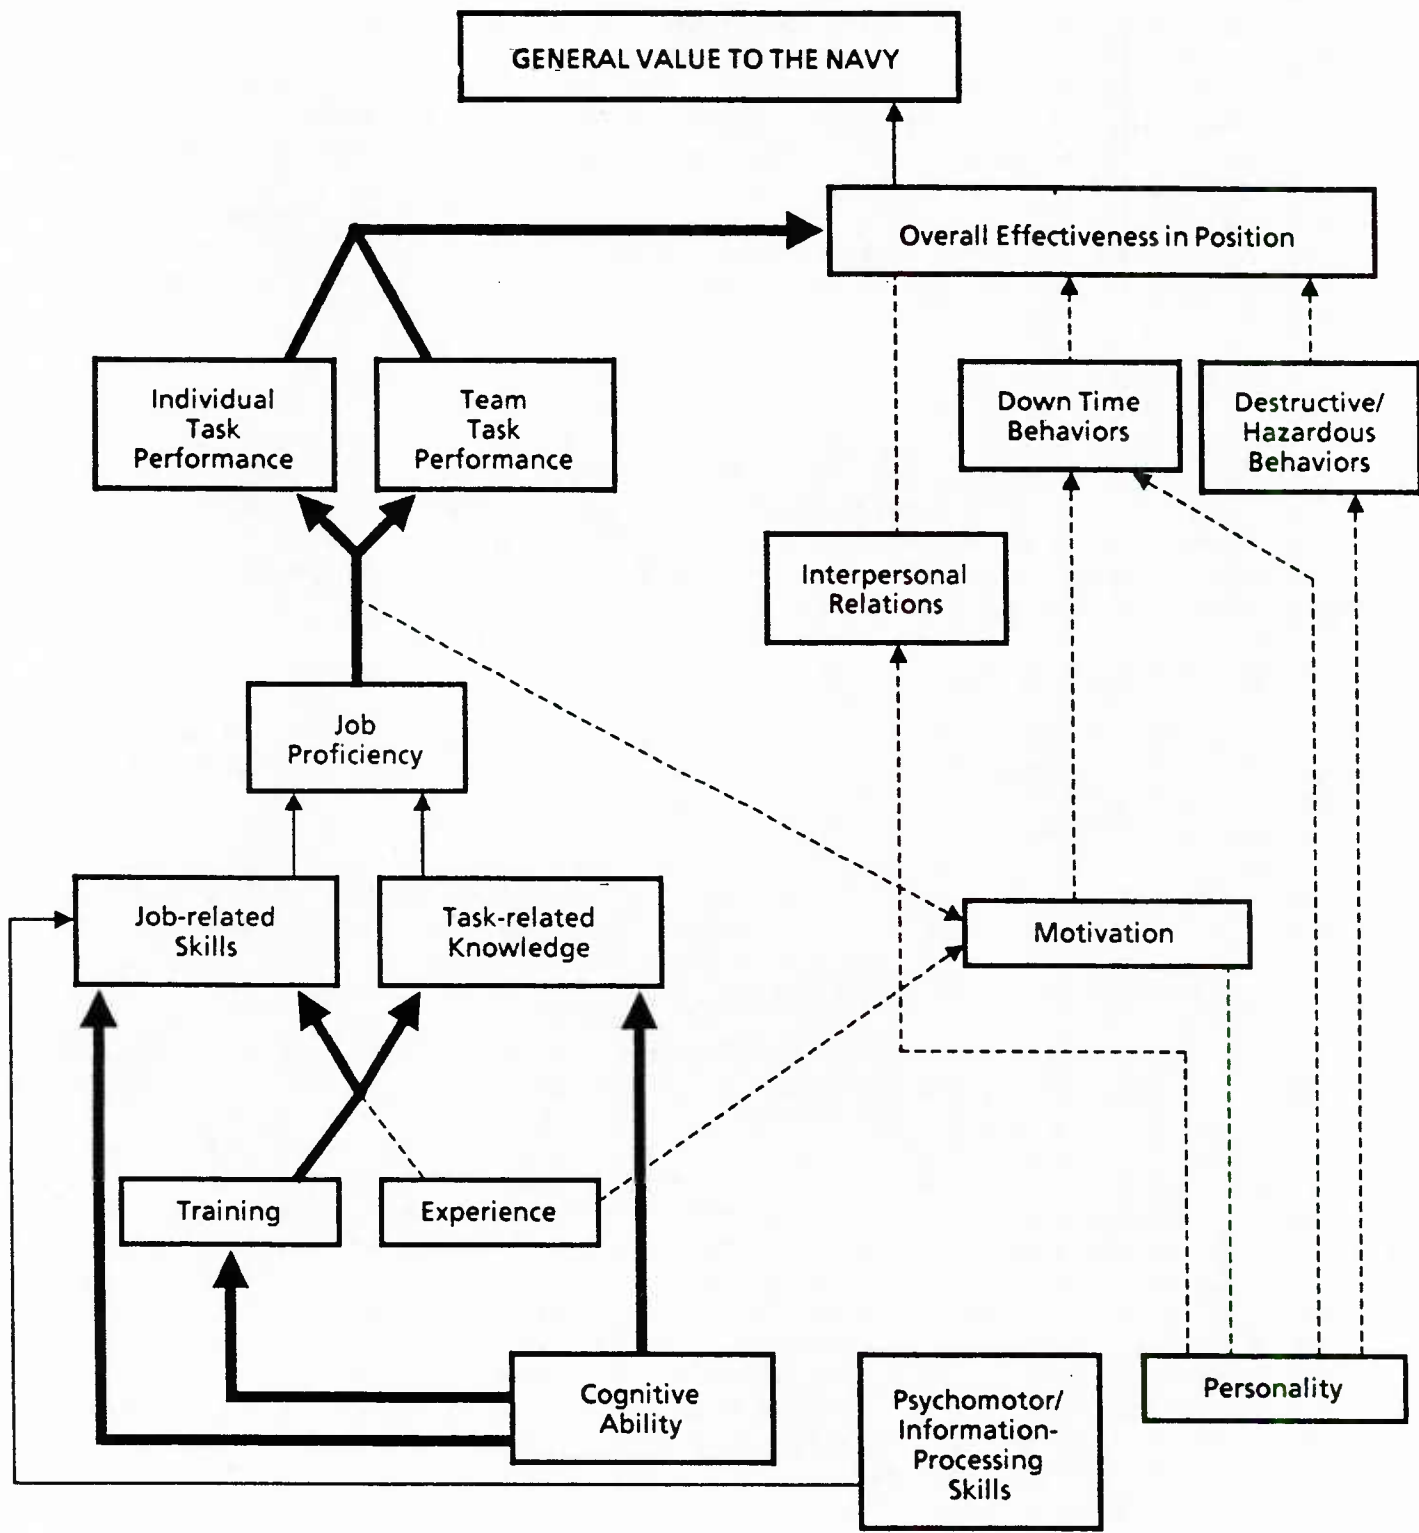 GENERAL VALUE TO THE NAVY
Overall Effectiveness in Position
Individual
Task
Performance
Team
Task
Performance
Down Time
Behaviors
Destructive/
Hazardous
Behaviors
Interpersonal
Relations
Job
Proficiency
Job-related
Skills
Task-related
Knowledge
Motivation
Training
Experience
Cognitive
Ability
Psychomotor/
Information-
Processing
Skills
Personality